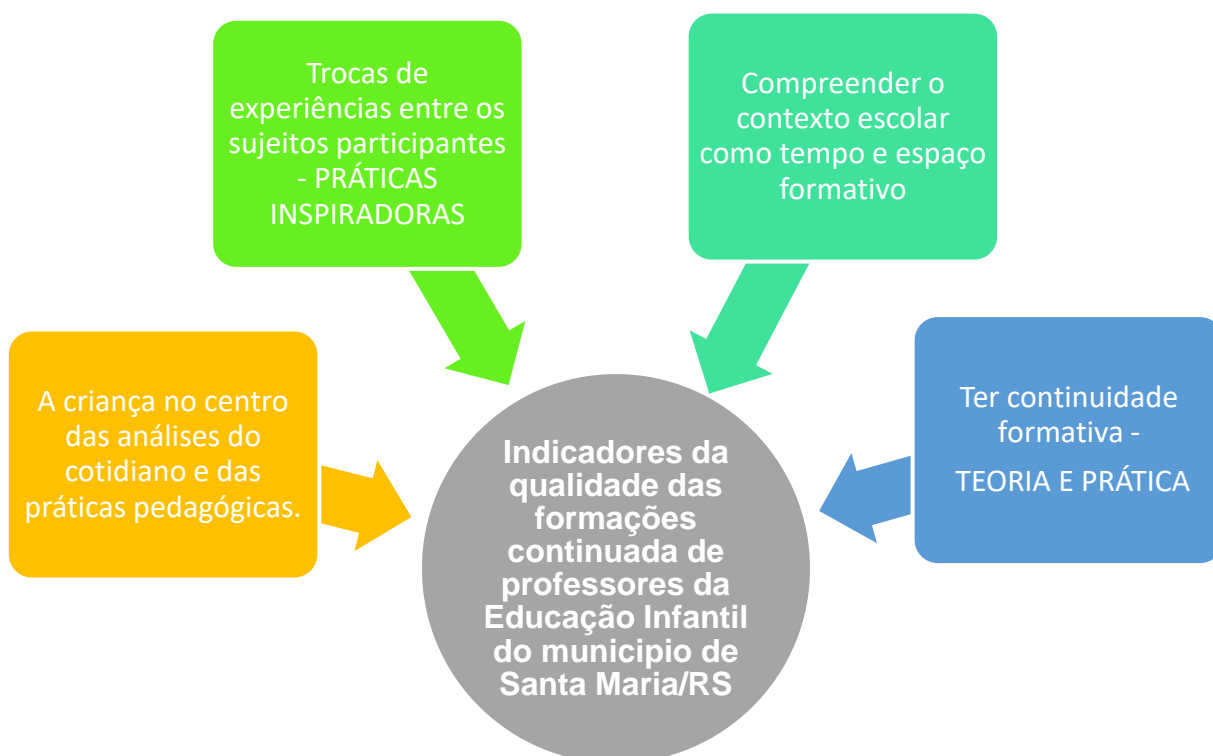 Trocas de
experiências entre os
sujeitos participantes
- PRÁTICAS
INSPIRADORAS
Compreender o
contexto escolar
como tempo e espaço
formativo
A criança no centro
das análises do
cotidiano e das
práticas pedagógicas.
Ter continuidade
formativa -
TEORIA E PRÁTICA
Indicadores da
qualidade das
formações
continuada de
professores da
Educação Infantil
do municipio de
Santa Maria/RS